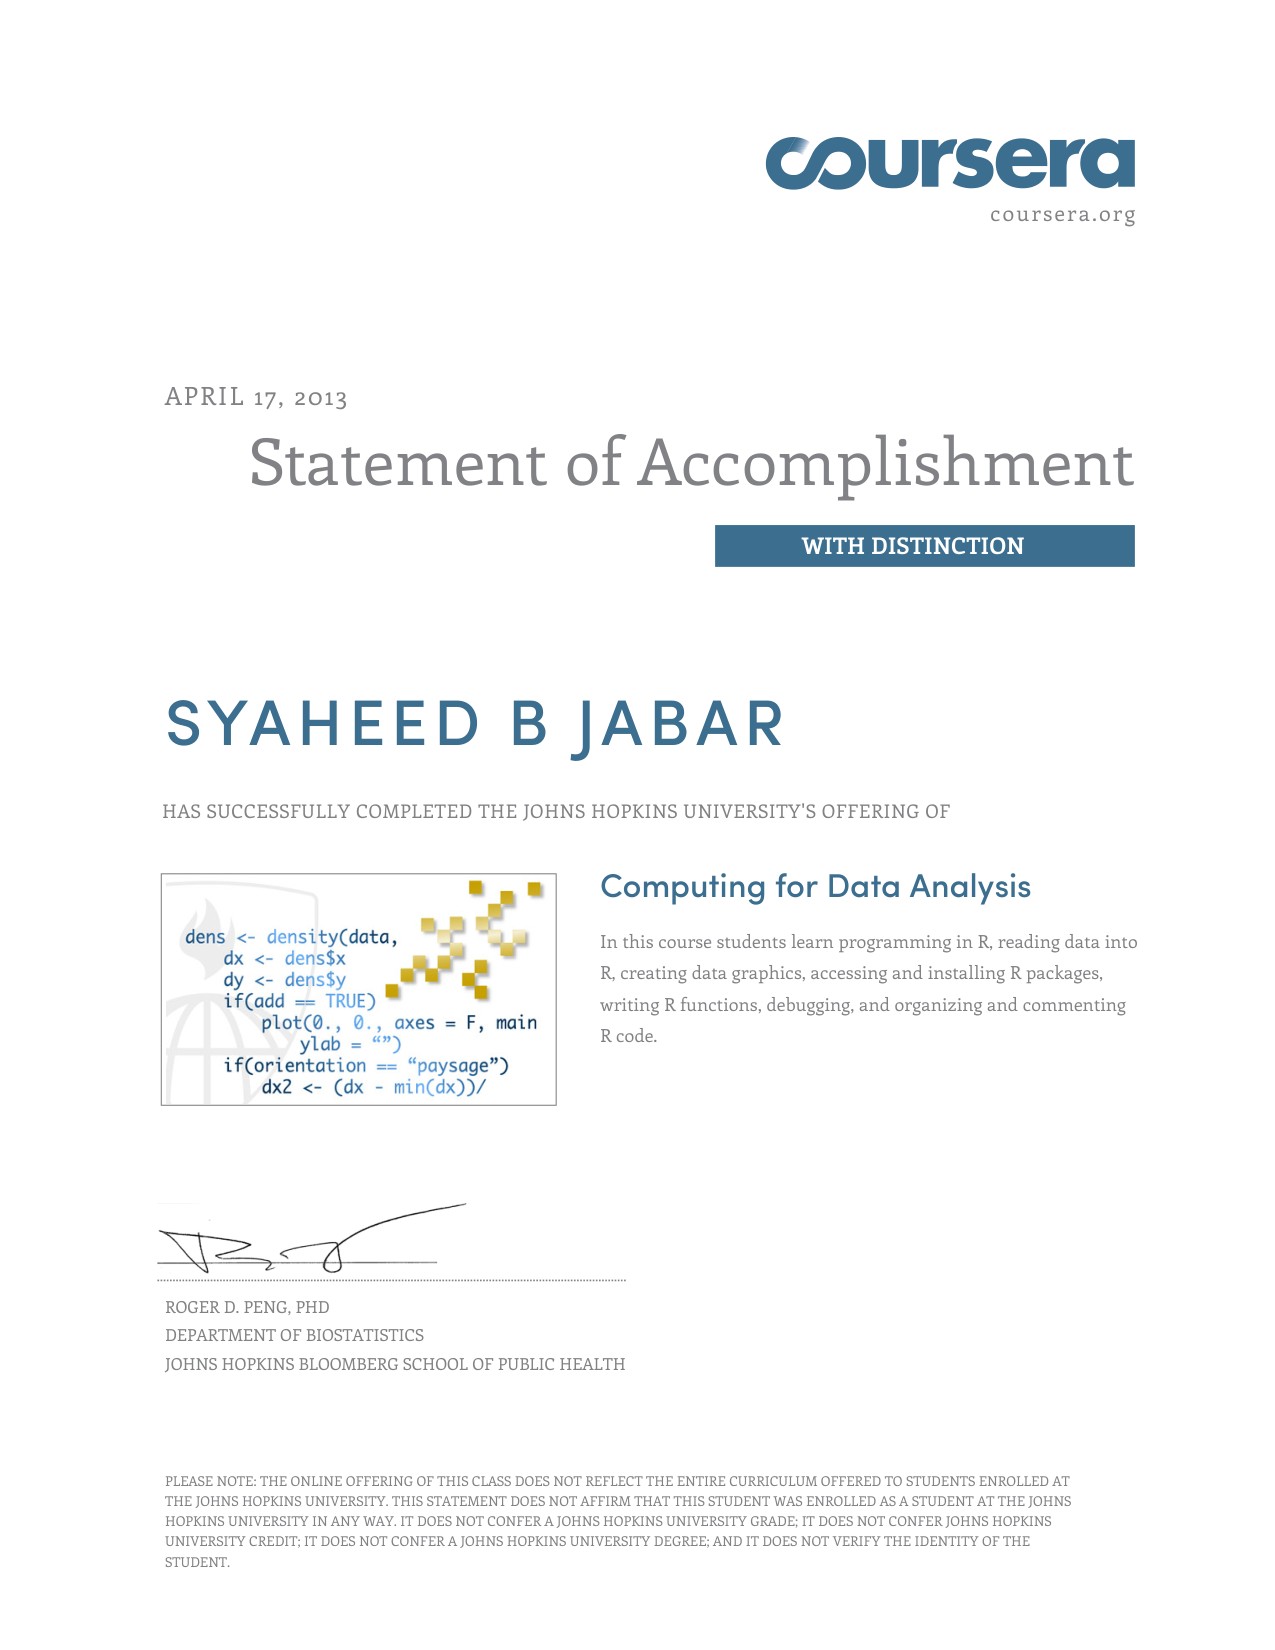 coursera
coursera.org
APRIL 17, 2013
Statement of Accomplishment
WITH DISTINCTION
SYAHEED B JABAR
HAS SUCCESSFULLY COMPLETED THE JOHNS HOPKINS UNIVERSITY'S OFFERING OF
dens <- density(data,
dx <- dens$x
dy <- dens$y
if(add == TRUE)
plot(0., 0., axes = F, main
ylab = “”)
if(orientation == “paysage”)
dx2 <- (dx - min(dx))/
Computing for Data Analysis
In this course students learn programming in R, reading data into
R, creating data graphics, accessing and installing R packages,
writing R functions, debugging, and organizing and commenting
R code.
ROGER D. PENG, PHD
DEPARTMENT OF BIOSTATISTICS
JOHNS HOPKINS BLOOMBERG SCHOOL OF PUBLIC HEALTH
PLEASE NOTE: THE ONLINE OFFERING OF THIS CLASS DOES NOT REFLECT THE ENTIRE CURRICULUM OFFERED TO STUDENTS ENROLLED AT
THE JOHNS HOPKINS UNIVERSITY. THIS STATEMENT DOES NOT AFFIRM THAT THIS STUDENT WAS ENROLLED AS A STUDENT AT THE JOHNS
HOPKINS UNIVERSITY IN ANY WAY. IT DOES NOT CONFER A JOHNS HOPKINS UNIVERSITY GRADE; IT DOES NOT CONFER JOHNS HOPKINS
UNIVERSITY CREDIT; IT DOES NOT CONFER A JOHNS HOPKINS UNIVERSITY DEGREE; AND IT DOES NOT VERIFY THE IDENTITY OF THE
STUDENT.